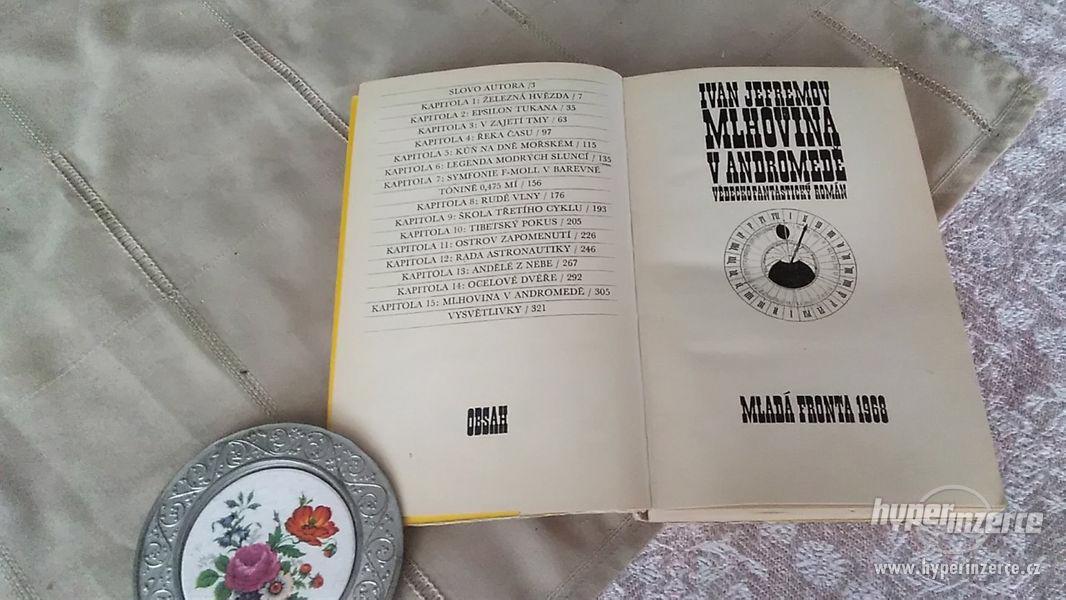 SLOVO AUTORA /3
KAPITOLA 1: ŽELEZNÁ HVĚZDA / 7
KAPITOLA 2: EPSILON TUKANA / 35
KAPITOLA 3: V ZAJETÍ TMY / 63
KAPITOLA 4: ŘEKA ČASU / 97
KAPITOLA 5: KŮŇ NA DNĚ MOŘSKÉM / 115
KAPITOLA 6: LEGENDA MODRÝCH SLUNCÍ / 135
KAPITOLA 7: SYMFONIE F-MOLL V BAREVNÉ
TÓNINĚ 0,475 MÍ / 156
KAPITOLA 8: RUDÉ VLNY / 176
KAPITOLA 9: ŠKOLA TŘETÍHO CYKLU / 193
KAPITOLA 10: TIBETSKÝ POKUS / 205
KAPITOLA 11: OSTROV ZAPOMENUTÍ / 226
KAPITOLA 12: RADA ASTRONAUTIKY / 246
KAPITOLA 13: ANDĚLÉ Z NEBE / 267
KAPITOLA 14: OCELOVÉ DVEŘE / 292
KAPITOLA 15: MLHOVINA V ANDROMEDĚ / 305
VYSVĚTLIVKY / 321
OBSAH
IVAN JEFREMOV
MLHOVINA
V ANDROMEDĚ
VĚDECKOFANTASTICKÝ ROMÁN
MLADÁ FRONTA 1968
hyperinzerce
www.hyperinzerce.cz